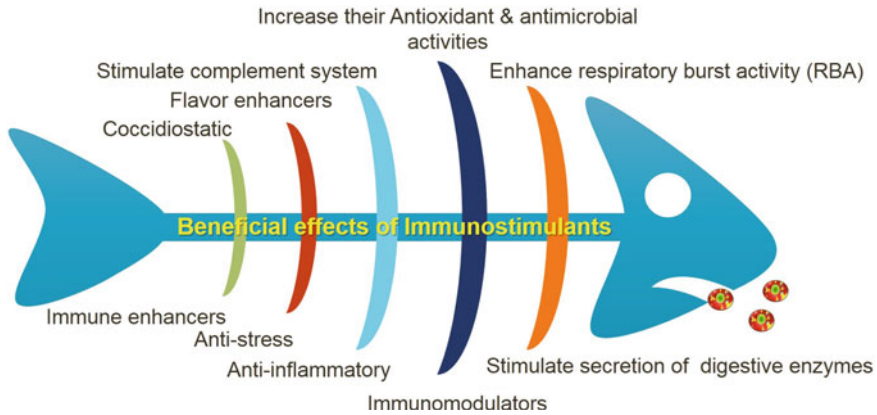 Increase their Antioxidant & antimicrobial
activities
Stimulate complement system
Enhance respiratory burst activity (RBA)
Flavor enhancers
Coccidiostatic
Beneficial effects of Immunostimulants
Immune enhancers
Anti-stress
Anti-inflammatory
Stimulate secretion of digestive enzymes
Immunomodulators